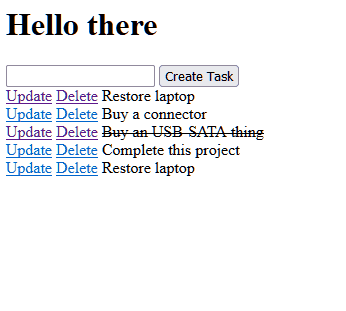 Hello there
Create Task
Update Delete Restore laptop
Update Delete Buy a connector
Update Delete Buy an USB-SATA thing
Update Delete Complete this project
Update Delete Restore laptop